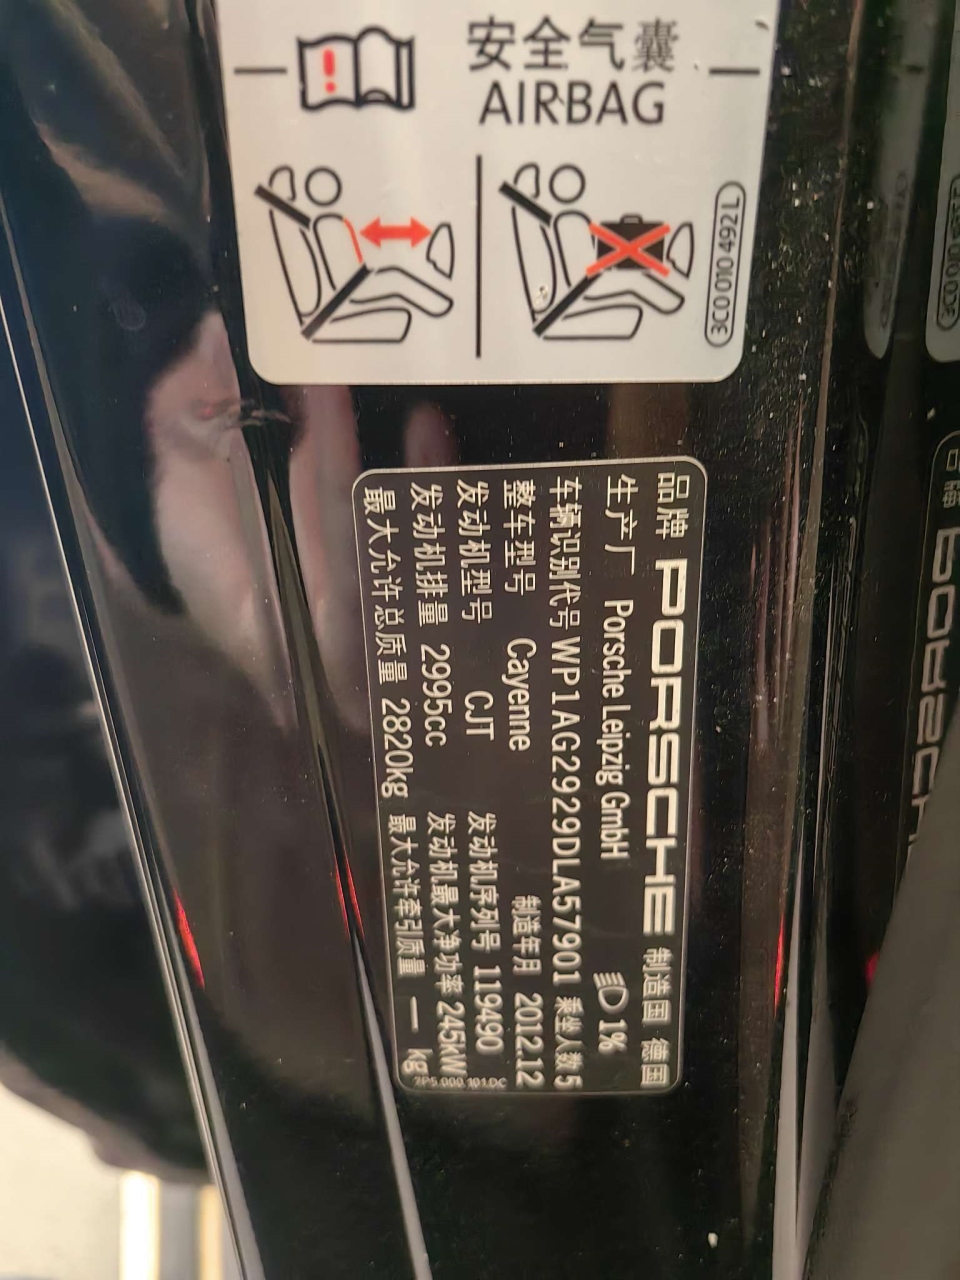 安全气囊
AIRBAG
3C0 010 492 L
品牌 PORSCHE 制造国 德国
生产厂 Porsche Leipzig GmbH 1%
车辆识别代号 WP1AG2929DLA57901 乘坐人数 5
整车型号 Cayenne 制造年月 2012.12
发动机型号 CJT 发动机序列号 119490
发动机排量 2995cc 发动机最大净功率 245kW
最大允许总质量 2820kg 最大允许牵引质量 — kg
7P5.000.101.DC